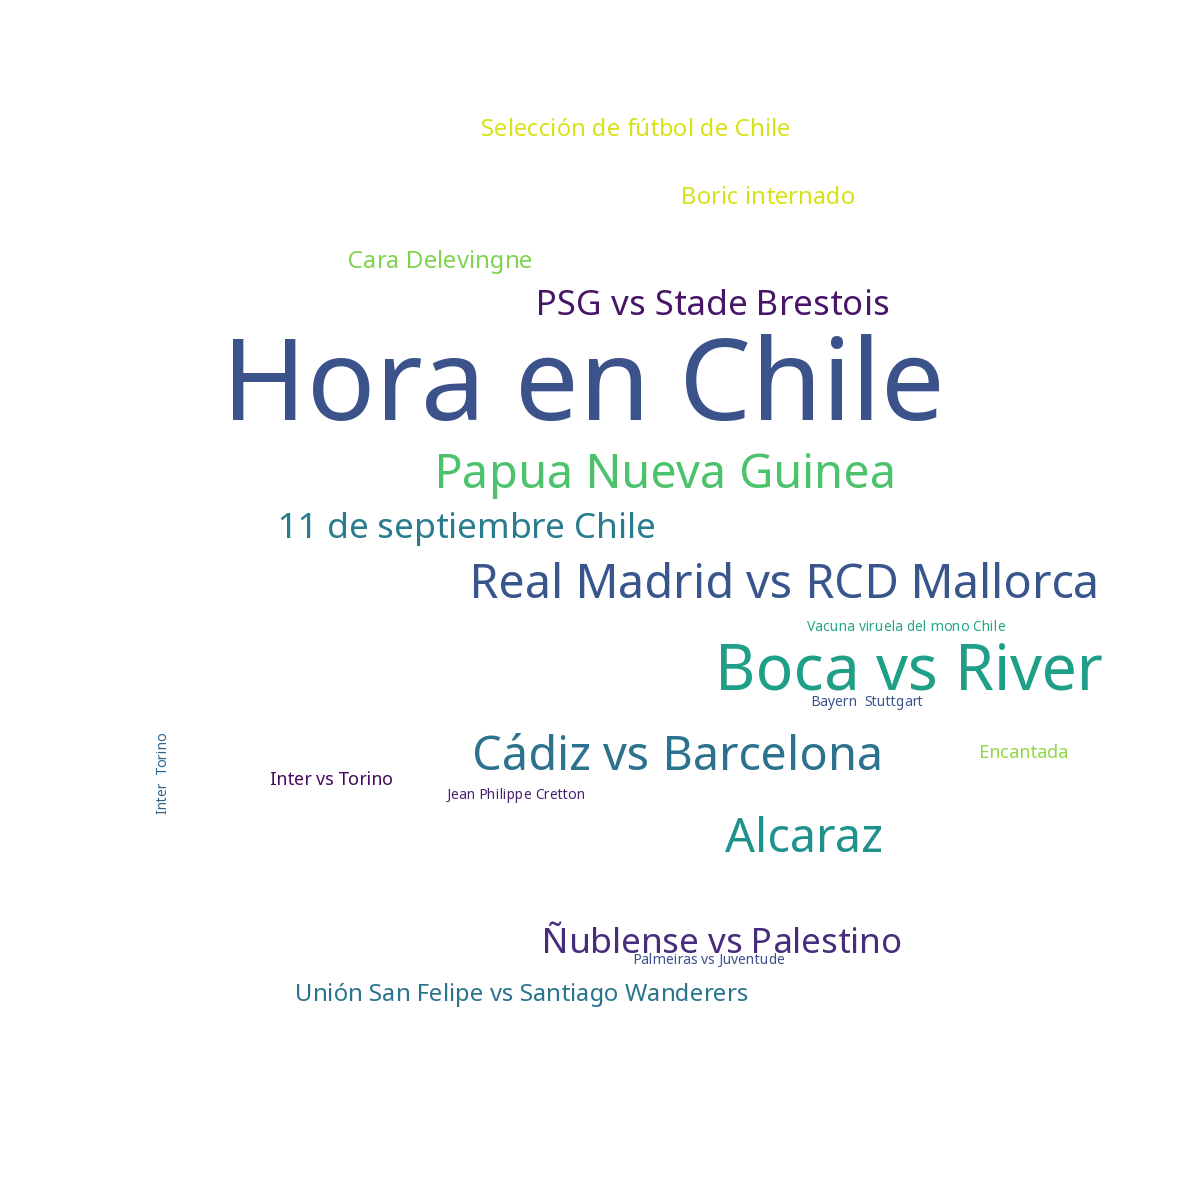 Selección de fútbol de Chile
Boric internado
Cara Delevingne
PSG vs Stade Brestois
Hora en Chile
Papua Nueva Guinea
11 de septiembre Chile
Real Madrid vs RCD Mallorca
Vacuna viruela del mono Chile
Boca vs River
Bayern Stuttgart
Cádiz vs Barcelona
Encantada
Inter Torino
Inter vs Torino
Jean Philippe Cretton
Alcaraz
Ñublense vs Palestino
Palmeiras vs Juventude
Unión San Felipe vs Santiago Wanderers